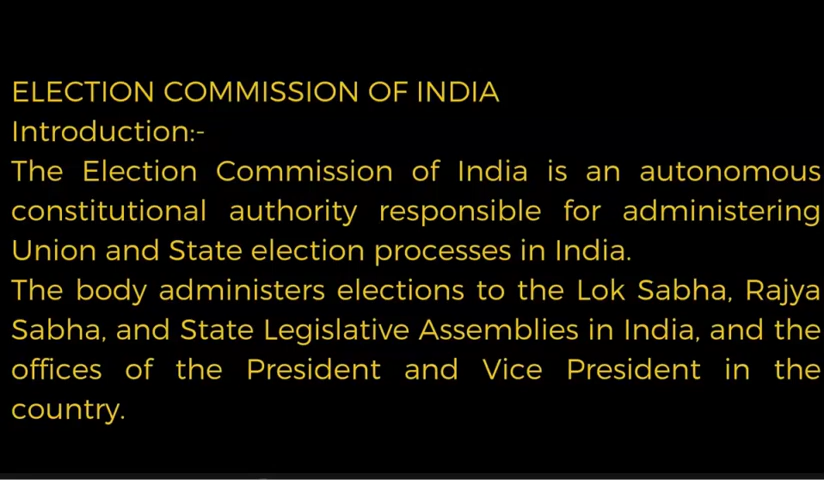 ELECTION COMMISSION OF INDIA
Introduction:-
The Election Commission of India is an autonomous
constitutional authority responsible for administering
Union and State election processes in India.
The body administers elections to the Lok Sabha, Rajya
Sabha, and State Legislative Assemblies in India, and the
offices of the President and Vice President in the
country.